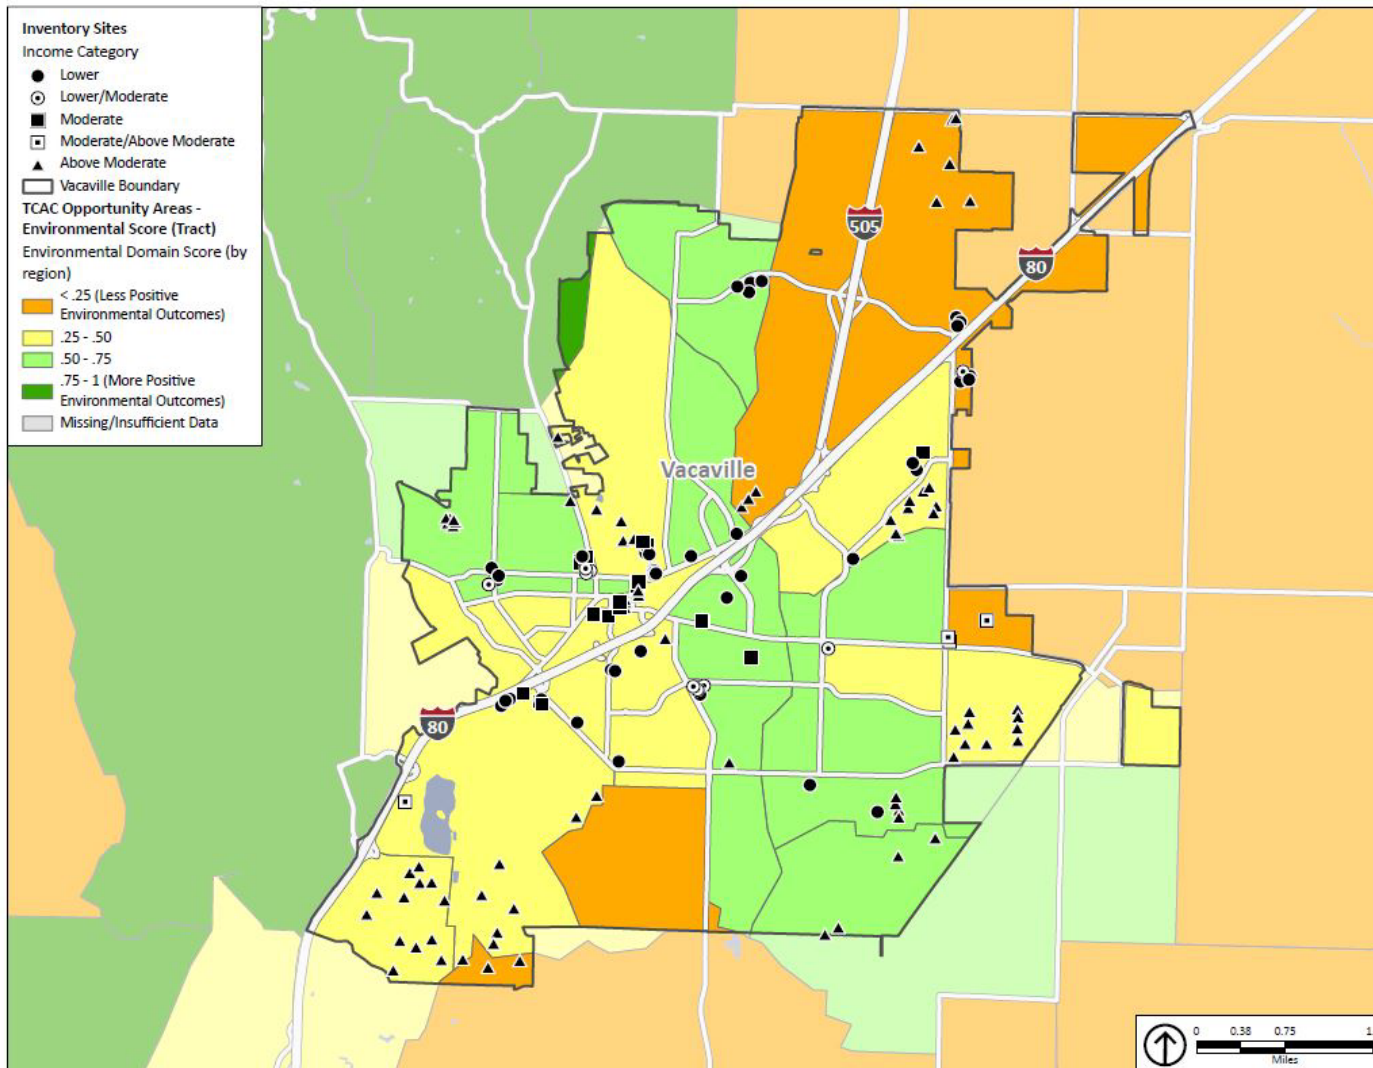 Inventory Sites
Income Category
Lower
Lower/Moderate
Moderate
Moderate/Above Moderate
Above Moderate
Vacaville Boundary
TCAC Opportunity Areas -
Environmental Score (Tract)
Environmental Domain Score (by
region)
< .25 (Less Positive
Environmental Outcomes)
.25 - .50
.50 - .75
.75 - 1 (More Positive
Environmental Outcomes)
Missing/Insufficient Data
505
80
Vacaville
80
0 0.38 0.75
Miles